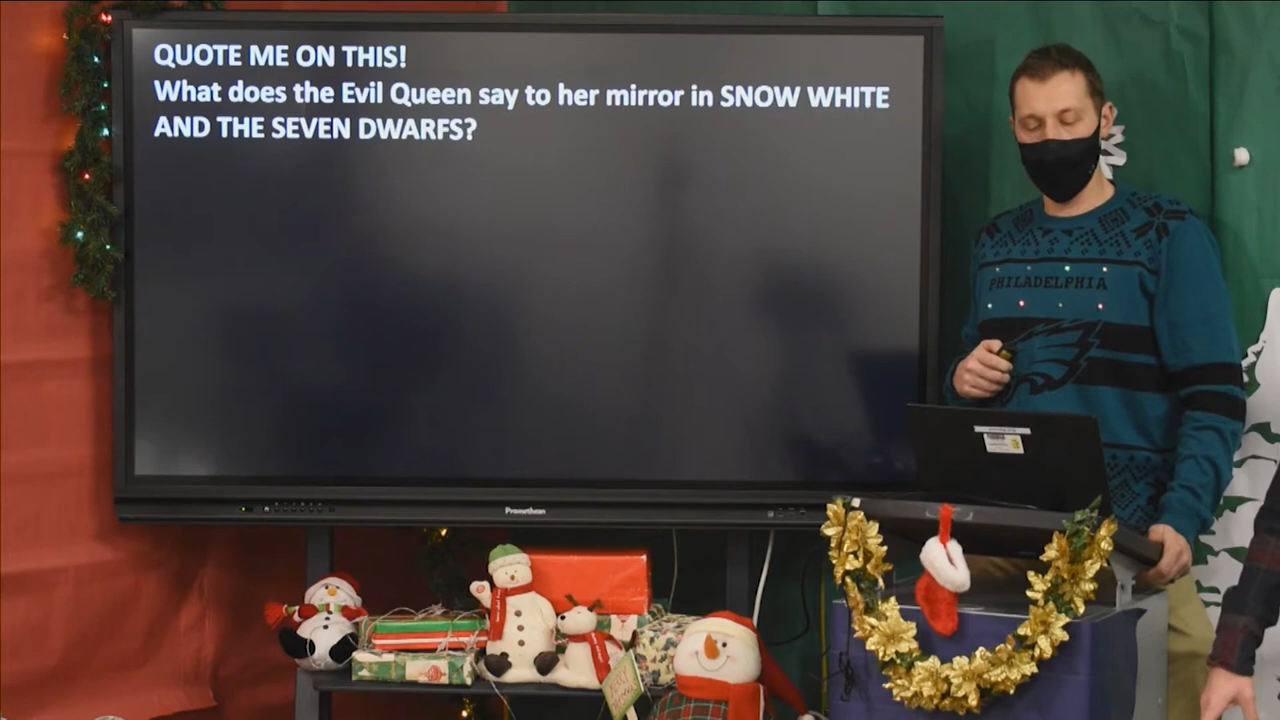 QUOTE ME ON THIS!
What does the Evil Queen say to her mirror in SNOW WHITE
AND THE SEVEN DWARFS?
PHILADELPHIA
Promethean